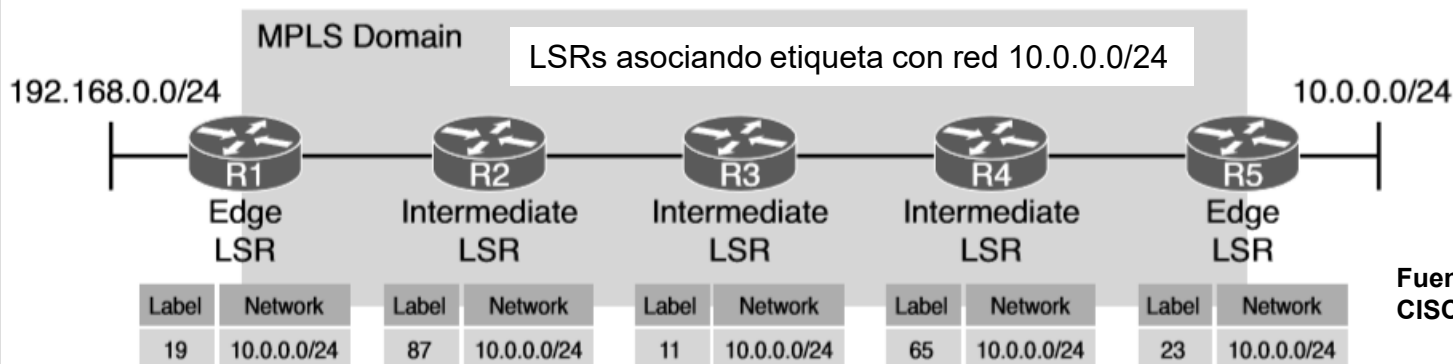 MPLS Domain
LSRs asociando etiqueta con red 10.0.0.0/24
192.168.0.0/24
10.0.0.0/24
R1
R2
R3
R4
R5
Edge
LSR
Intermediate
LSR
Intermediate
LSR
Intermediate
LSR
Edge
LSR
Label Network
19 10.0.0.0/24
Label Network
87 10.0.0.0/24
Label Network
11 10.0.0.0/24
Label Network
65 10.0.0.0/24
Label Network
23 10.0.0.0/24